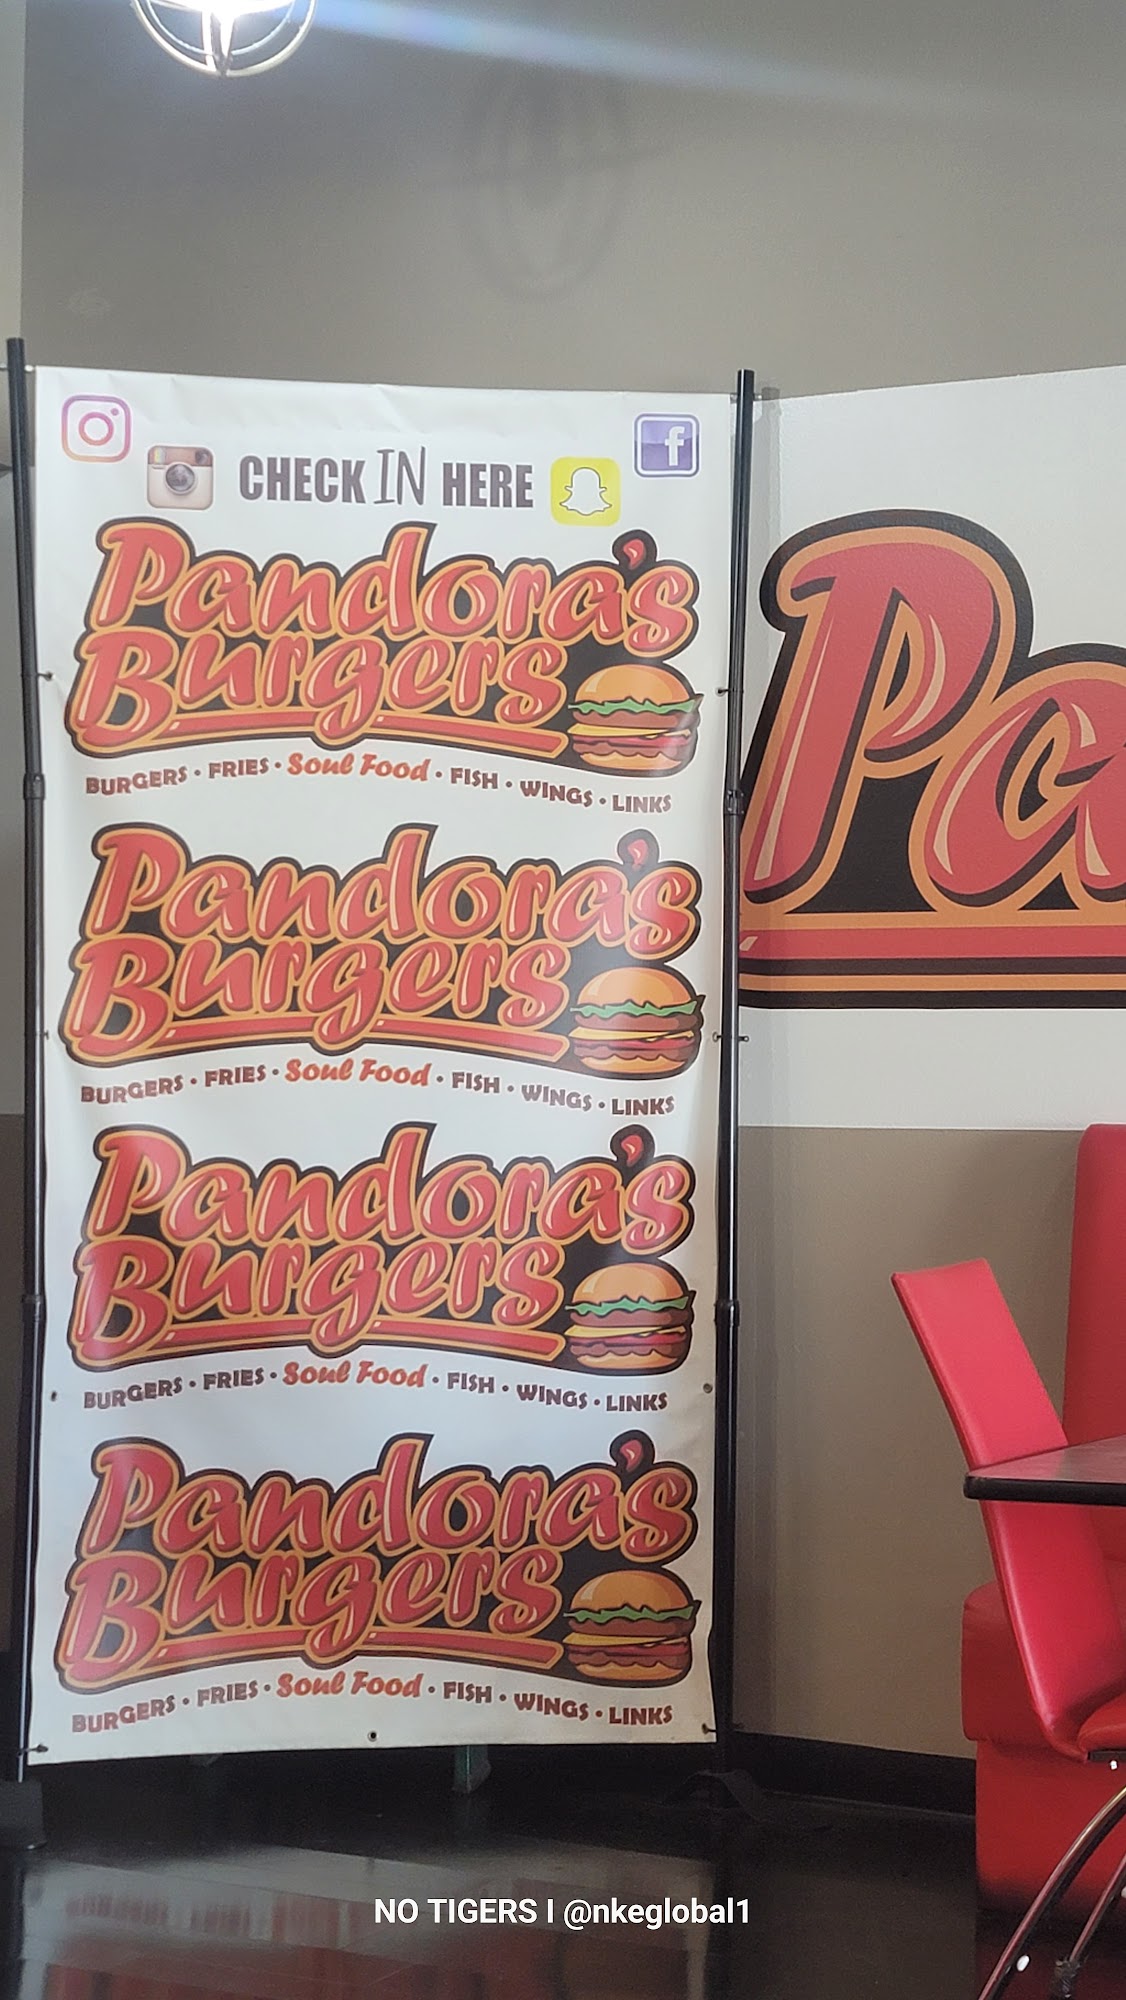 CHECK IN HERE
Pandora's
Burgers
BURGERS • FRIES • Soul Food • FISH • WINGS • LINKS
Pandora's
Burgers
BURGERS • FRIES • Soul Food • FISH • WINGS • LINKS
Pandora's
Burgers
BURGERS • FRIES • Soul Food • FISH • WINGS • LINKS
Pandora's
Burgers
BURGERS • FRIES • Soul Food • FISH • WINGS • LINKS
Pa
NO TIGERS I @nkeglobal1